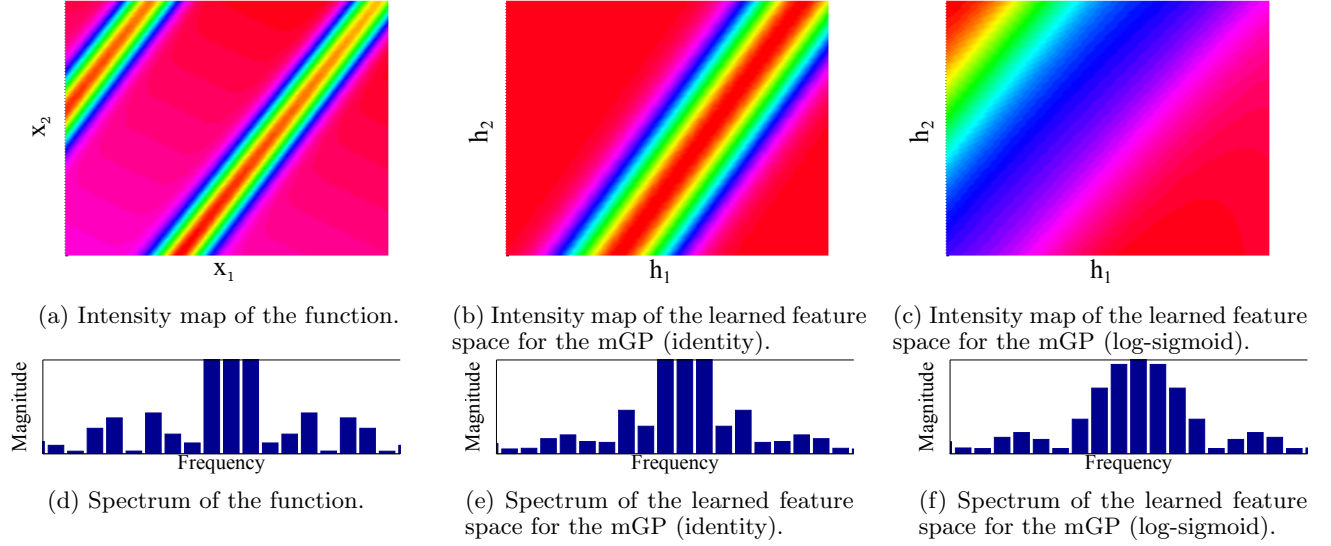 x₂
x₁
h₂
h₁
h₂
h₁
(a) Intensity map of the function.
(b) Intensity map of the learned feature
space for the mGP (identity).
(c) Intensity map of the learned feature
space for the mGP (log-sigmoid).
Magnitude
Frequency
Magnitude
Frequency
Magnitude
Frequency
(d) Spectrum of the function.
(e) Spectrum of the learned feature
space for the mGP (identity).
(f) Spectrum of the learned feature
space for the mGP (log-sigmoid).